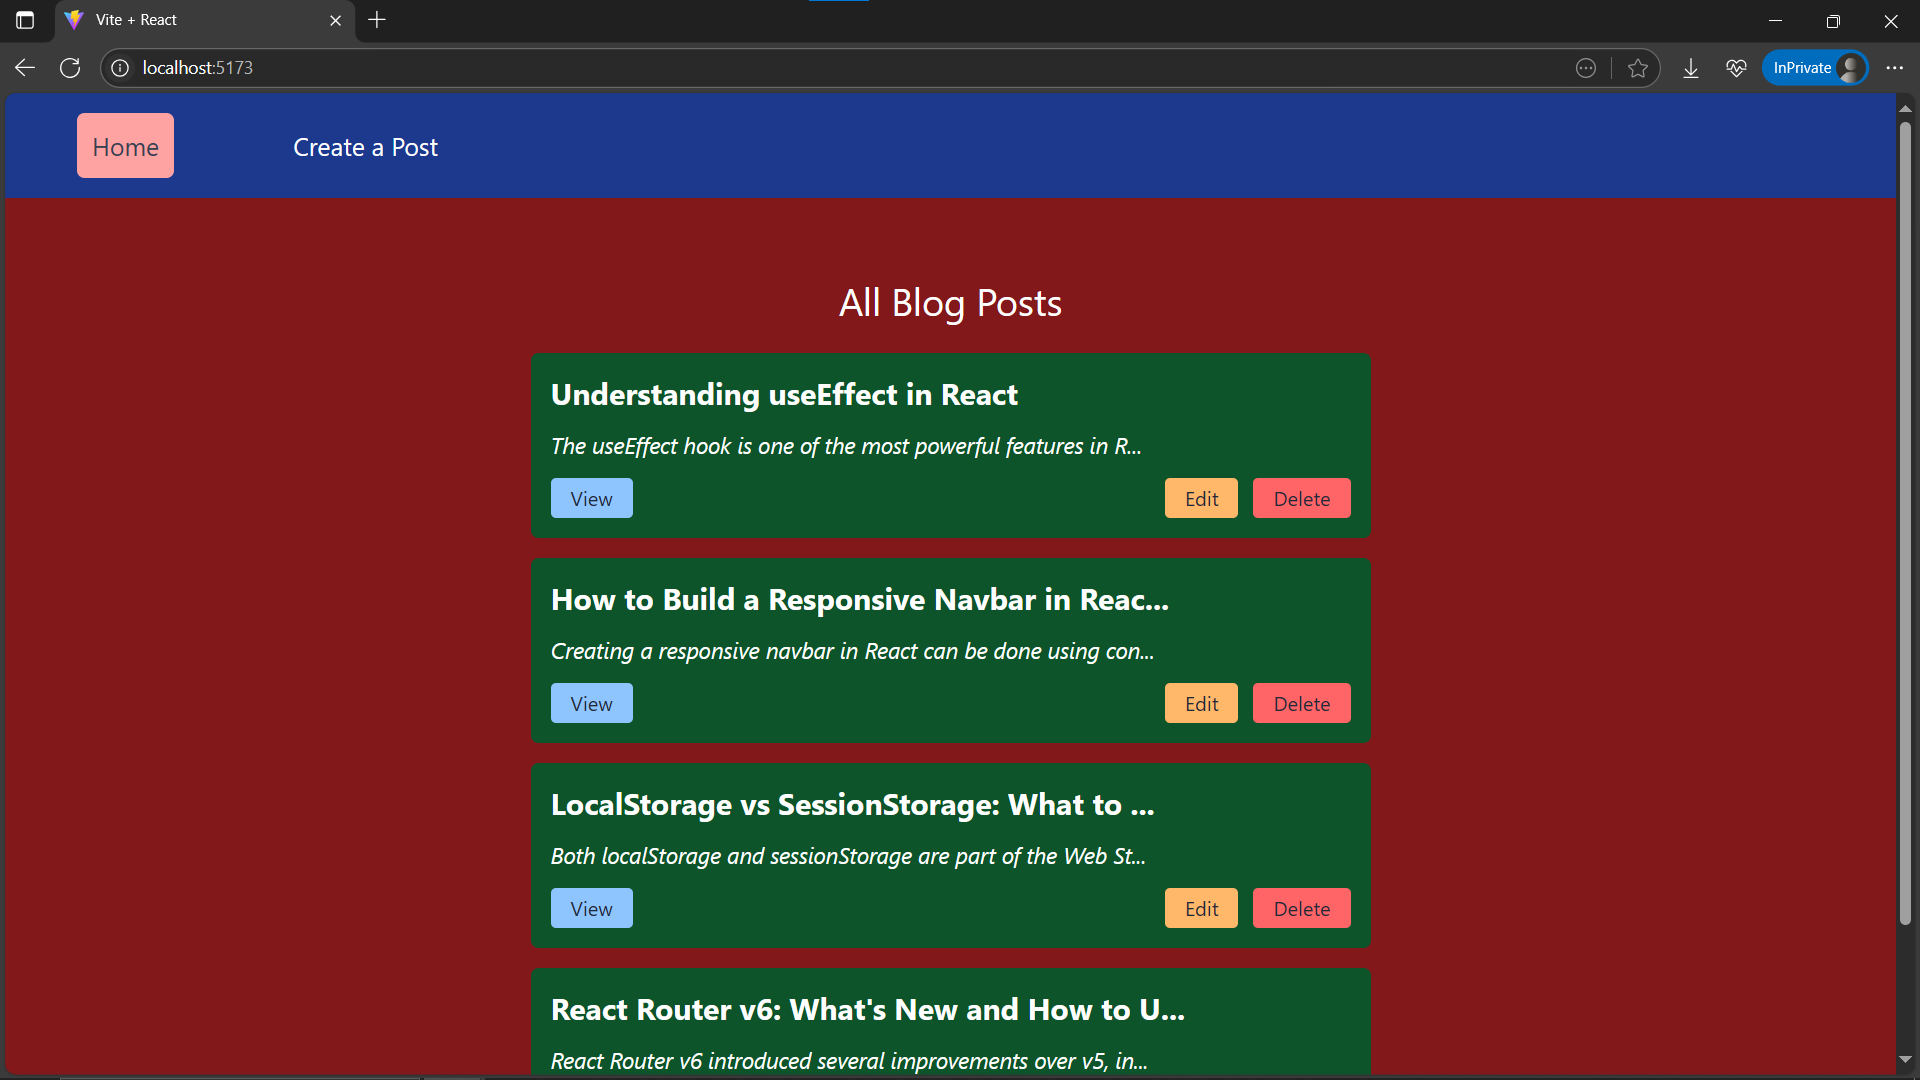 Vite + React
localhost:5173
InPrivate
Home
Create a Post
All Blog Posts
Understanding useEffect in React
The useEffect hook is one of the most powerful features in R...
View
Edit
Delete
How to Build a Responsive Navbar in Reac...
Creating a responsive navbar in React can be done using con...
View
Edit
Delete
LocalStorage vs SessionStorage: What to ...
Both localStorage and sessionStorage are part of the Web St...
View
Edit
Delete
React Router v6: What's New and How to U...
React Router v6 introduced several improvements over v5, in...